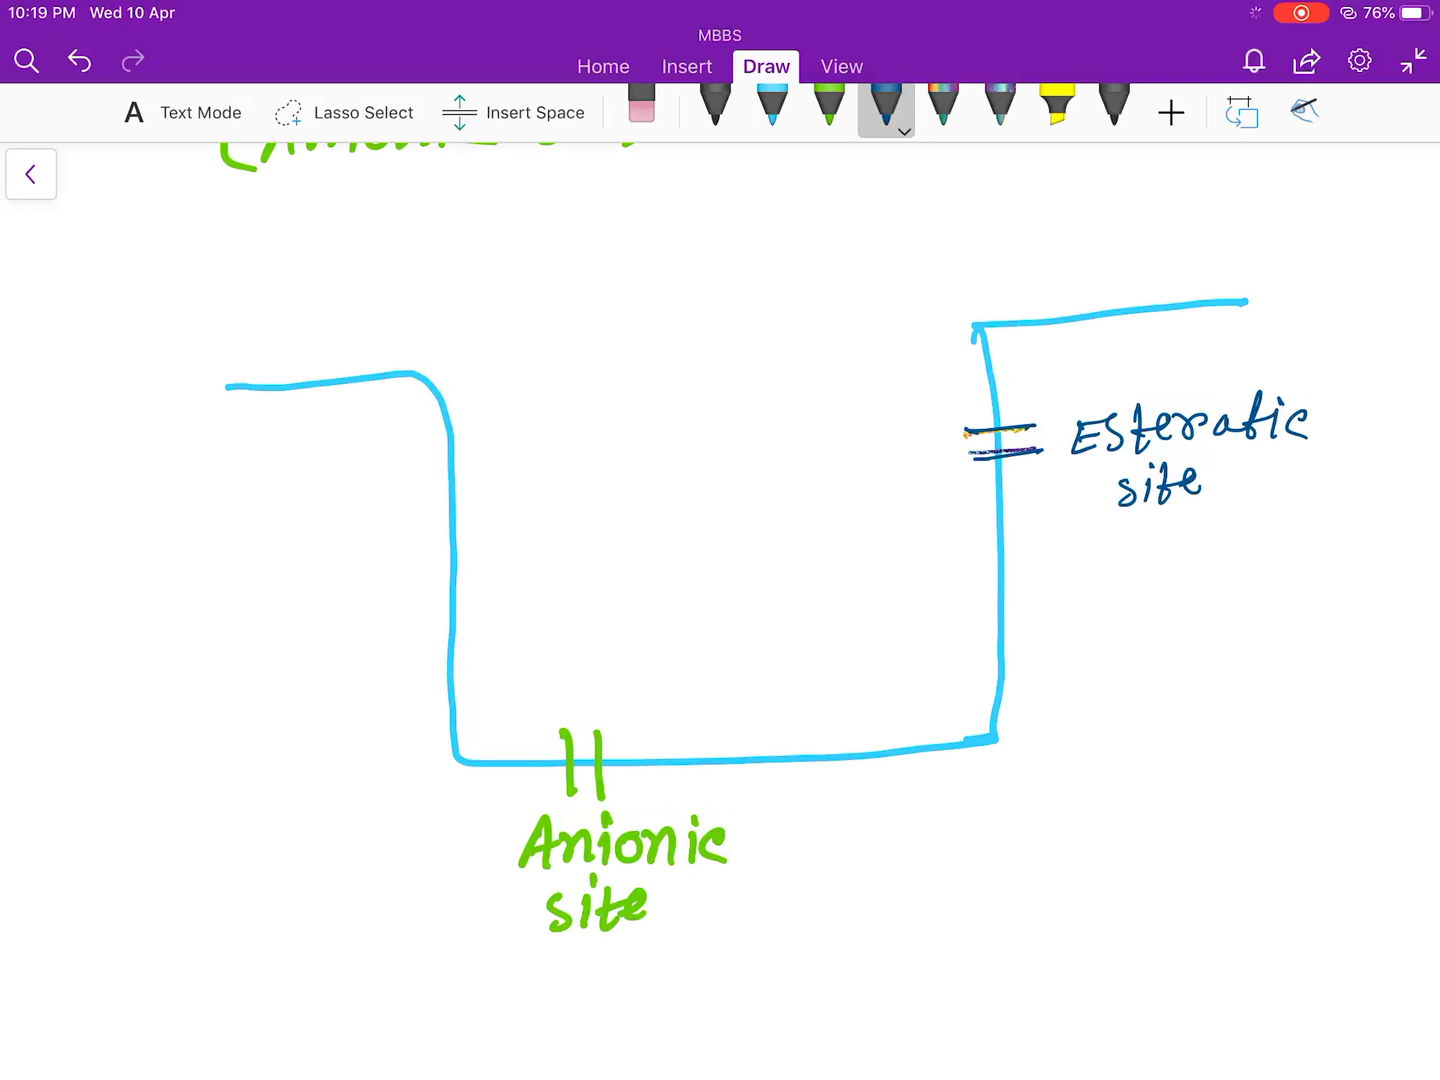 10:19 PM Wed 10 Apr
76%
MBBS
Home Insert Draw View
A Text Mode Lasso Select Insert Space
Esteratic
site
Anionic
site